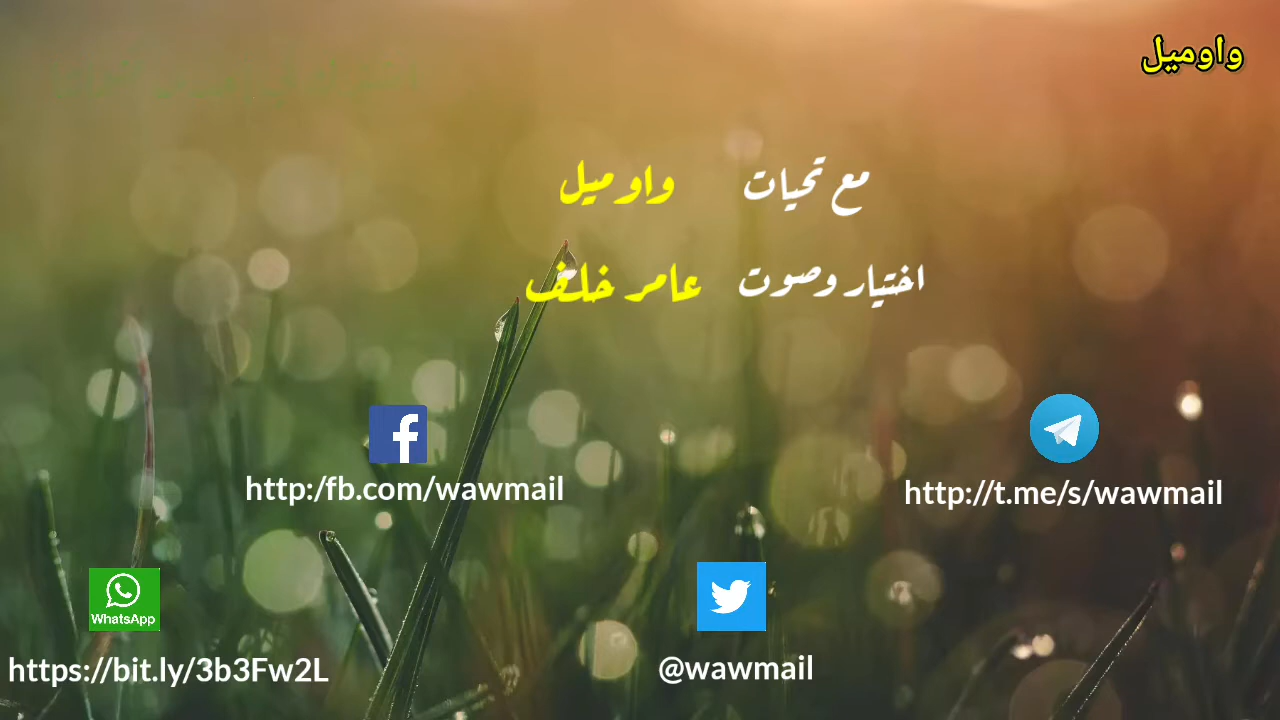 واوميل
مع تحيات واوميل
اختيار وصوت عامر خلف
http:/fb.com/wawmail
http://t.me/s/wawmail
WhatsApp
https://bit.ly/3b3Fw2L
@wawmail